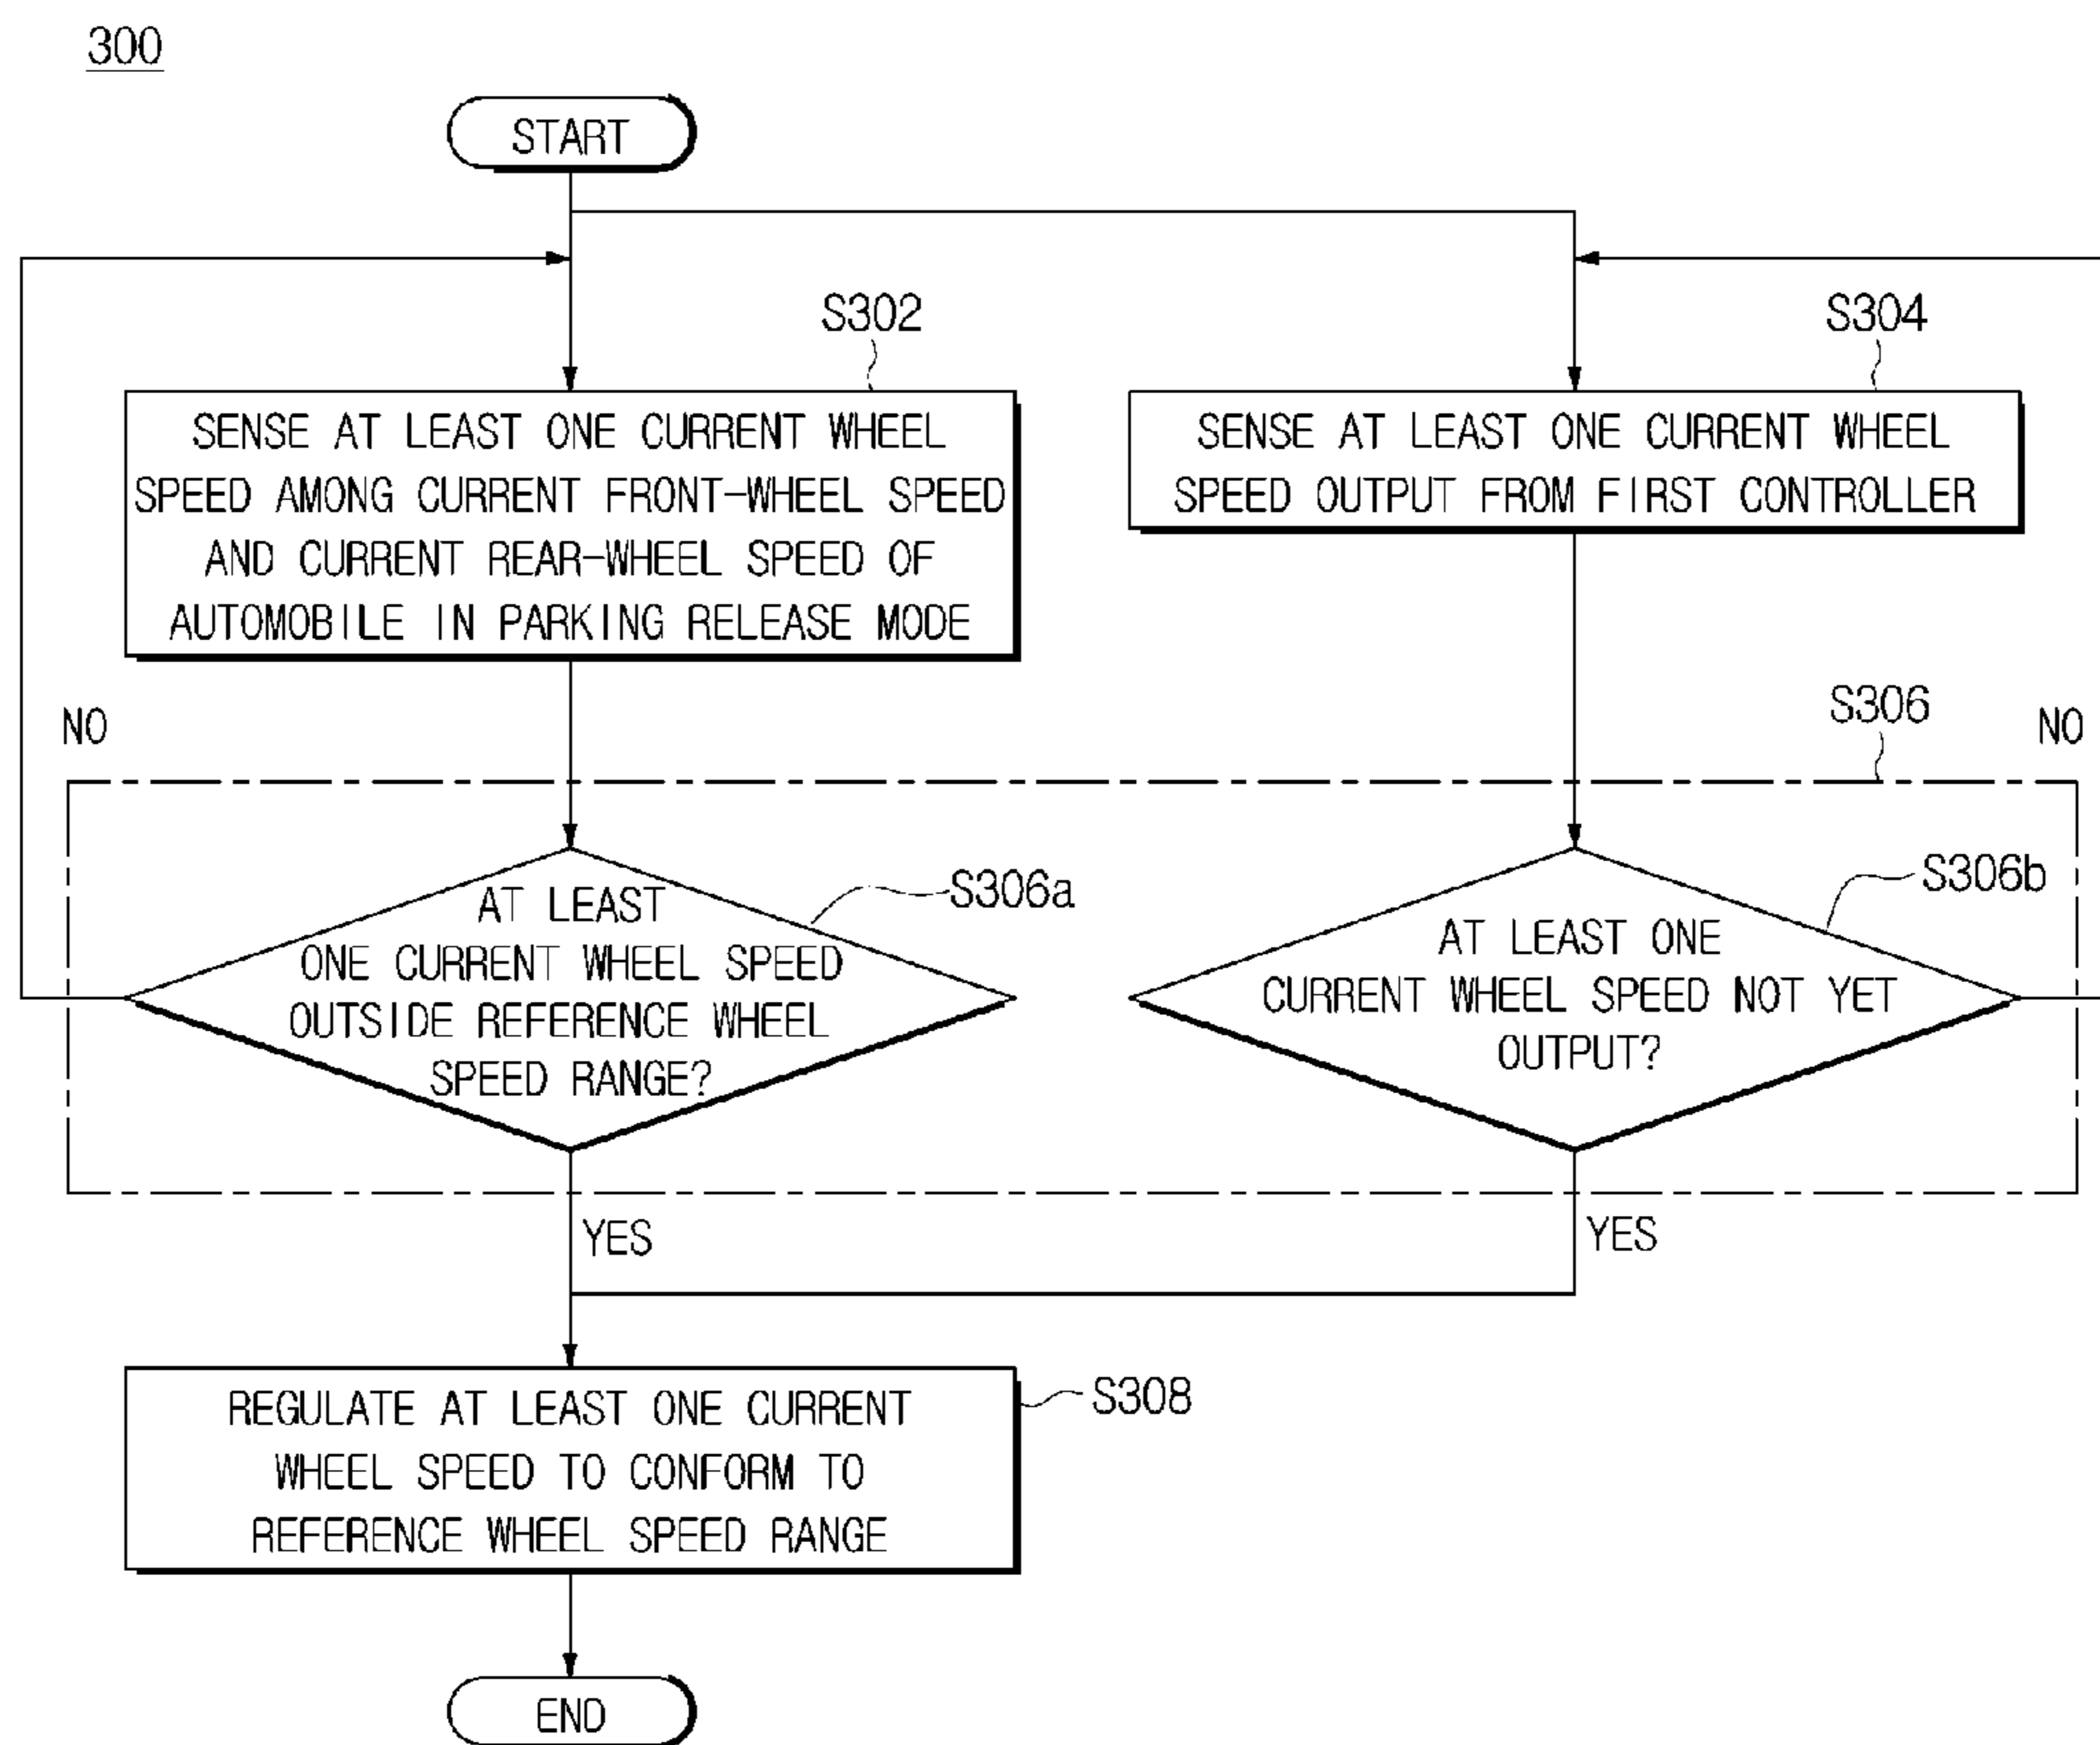 300
START
S302
SENSE AT LEAST ONE CURRENT WHEEL
SPEED AMONG CURRENT FRONT-WHEEL SPEED
AND CURRENT REAR-WHEEL SPEED OF
AUTOMOBILE IN PARKING RELEASE MODE
S304
SENSE AT LEAST ONE CURRENT WHEEL
SPEED OUTPUT FROM FIRST CONTROLLER
NO
S306
NO
AT LEAST
ONE CURRENT WHEEL SPEED
OUTSIDE REFERENCE WHEEL
SPEED RANGE?
S306a
AT LEAST ONE
CURRENT WHEEL SPEED NOT YET
OUTPUT?
S306b
YES
YES
REGULATE AT LEAST ONE CURRENT
WHEEL SPEED TO CONFORM TO
REFERENCE WHEEL SPEED RANGE
S308
END